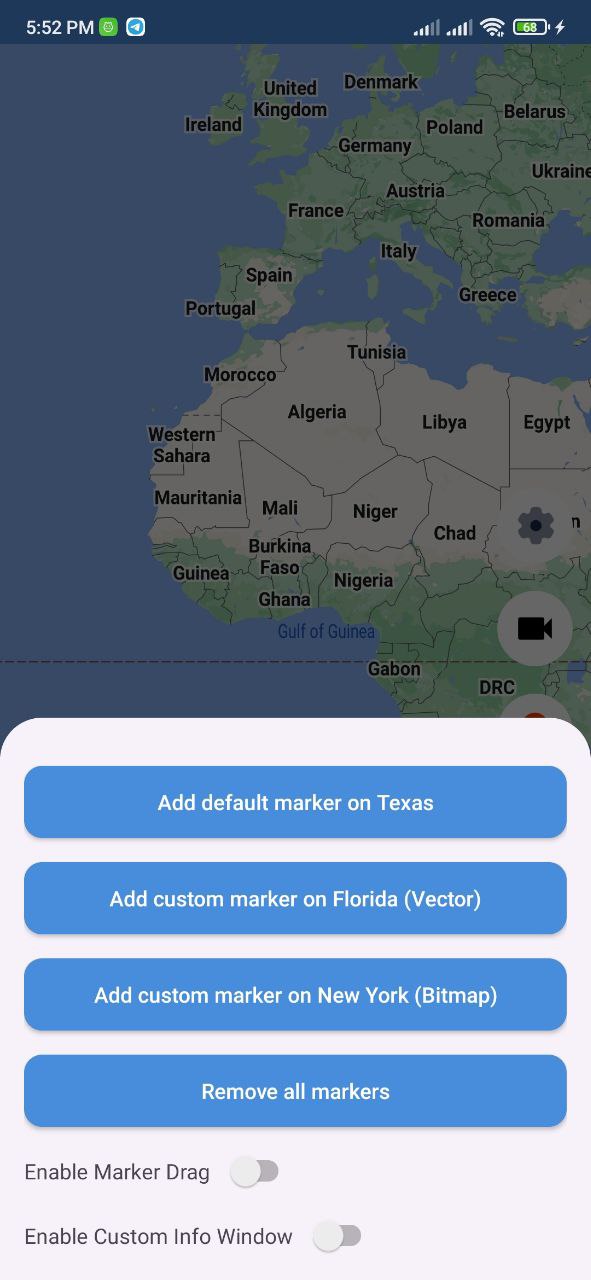 5:52 PM
68
Denmark
United
Kingdom
Belarus
Ireland
Poland
Germany
Ukraine
Austria
France
Romania
Italy
Spain
Greece
Portugal
Tunisia
Morocco
Algeria
Libya
Egypt
Western
Sahara
Mauritania
Mali
Niger
n
Chad
Burkina
Faso
Guinea
Nigeria
Ghana
Gulf of Guinea
Gabon
DRC
Add default marker on Texas
Add custom marker on Florida (Vector)
Add custom marker on New York (Bitmap)
Remove all markers
Enable Marker Drag
Enable Custom Info Window